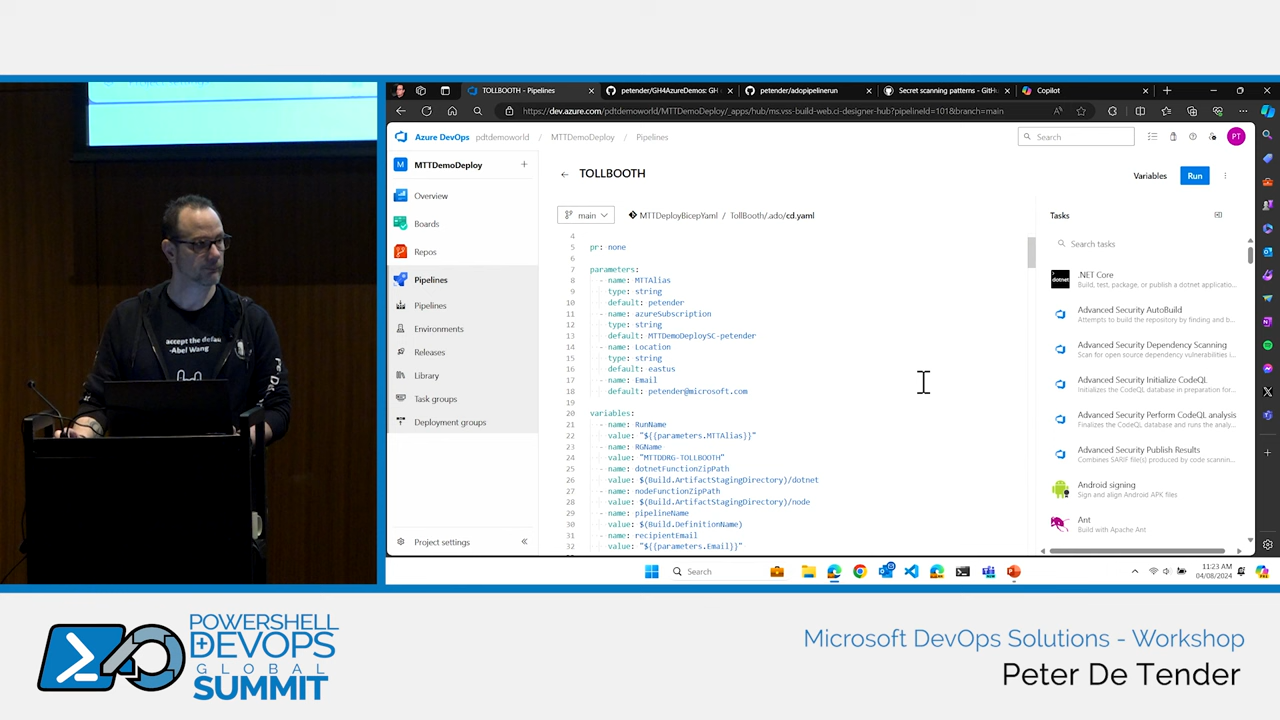 accept the defau
-Abel Wang
TOLLBOOTH - Pipelines
petender/GH4AzureDemos: GH
petender/adopipelinerun
Secret scanning patterns - GitHu
Copilot
https://dev.azure.com/pdtdemoworld/MTTDemoDeploy/_apps/hub/ms.vss-build-web.ci-designer-hub?pipelineId=101&branch=main
Azure DevOps
pdtdemoworld / MTTDemoDeploy / Pipelines
Search
PT
M MTTDemoDeploy
Overview
Boards
Repos
Pipelines
Pipelines
Environments
Releases
Library
Task groups
Deployment groups
Project settings
TOLLBOOTH
Variables
Run
main
MTTDeployBicepYaml / TollBooth/.ado/cd.yaml
4
5 pr: none
6
7 parameters:
8 - name: MTTAlias
9 type: string
10 default: petender
11 - name: azureSubscription
12 type: string
13 default: MTTDemoDeploySC-petender
14 - name: Location
15 type: string
16 default: eastus
17 - name: Email
18 default: petender@microsoft.com
19
20 variables:
21 - name: RunName
22 value: "${{parameters.MTTAlias}}"
23 - name: RGName
24 value: "MTTDDRG-TOLLBOOTH"
25 - name: dotnetFunctionZipPath
26 value: $(Build.ArtifactStagingDirectory)/dotnet
27 - name: nodeFunctionZipPath
28 value: $(Build.ArtifactStagingDirectory)/node
29 - name: pipelineName
30 value: $(Build.DefinitionName)
31 - name: recipientEmail
32 value: "${{parameters.Email}}"
Tasks
Search tasks
dotnet
.NET Core
Build, test, package, or publish a dotnet applicatio...
Advanced Security AutoBuild
Attempts to build the repository by finding and b...
Advanced Security Dependency Scanning
Scan for open source dependency vulnerabilities i...
Advanced Security Initialize CodeQL
Initializes the CodeQL database in preparation for...
Advanced Security Perform CodeQL analysis
Finalizes the CodeQL database and runs the analy...
Advanced Security Publish Results
Combines SARIF file(s) produced by code scannin...
Android signing
Sign and align Android APK files
Ant
Build with Apache Ant
Search
11:23 AM
04/08/2024
POWERSHELL
DEVOPS
GLOBAL
SUMMIT
Microsoft DevOps Solutions - Workshop
Peter De Tender